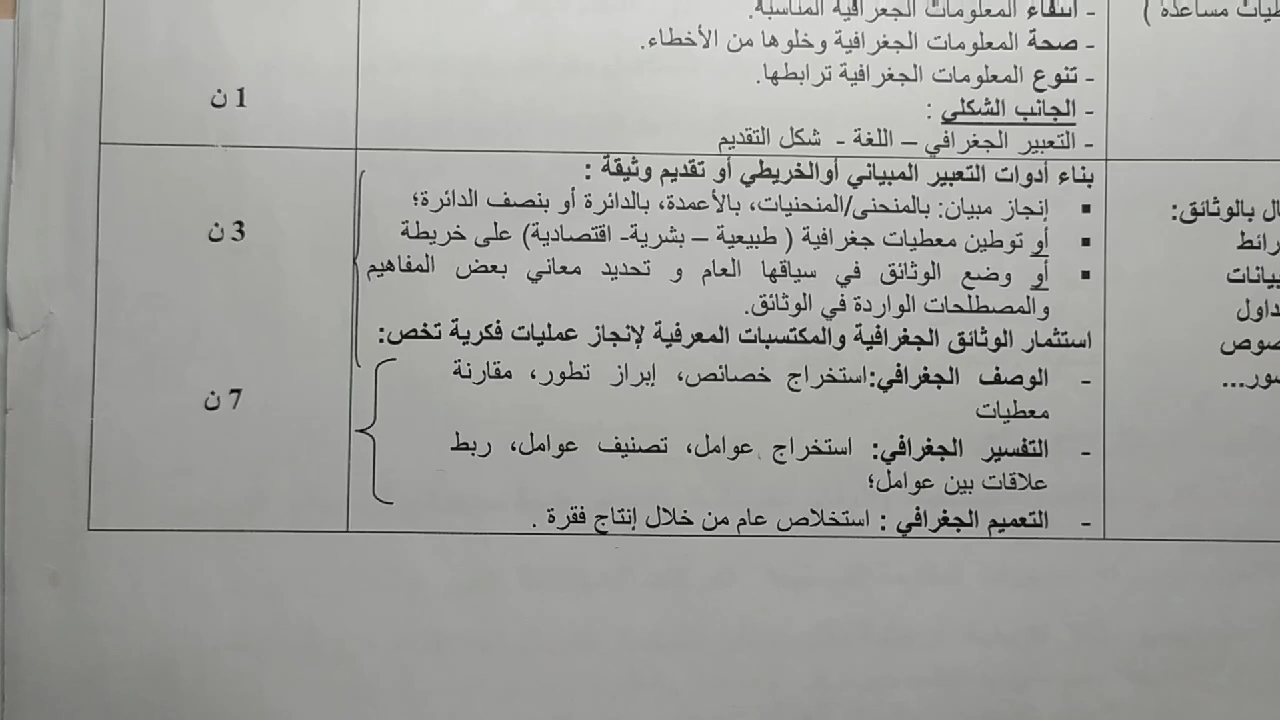 مساعدة )
- انتقاء المعلومات الجغرافية المناسبة.
- صحة المعلومات الجغرافية وخلوها من الأخطاء.
- تنوع المعلومات الجغرافية ترابطها.
- الجانب الشكلي :
- التعبير الجغرافي – اللغة - شكل التقديم
1 ن
بالوثائق:
بناء أدوات التعبير المبياني أوالخريطي أو تقديم وثيقة :
▪ إنجاز مبيان: بالمنحنى/المنحنيات، بالأعمدة، بالدائرة أو بنصف الدائرة؛
▪ أو توطين معطيات جغرافية ( طبيعية – بشرية- اقتصادية) على خريطة
▪ أو وضع الوثائق في سياقها العام و تحديد معاني بعض المفاهيم
والمصطلحات الواردة في الوثائق.
3 ن
استثمار الوثائق الجغرافية والمكتسبات المعرفية لإنجاز عمليات فكرية تخص:
- الوصف الجغرافي:استخراج خصائص، إبراز تطور، مقارنة
معطيات
- التفسير الجغرافي: استخراج عوامل، تصنيف عوامل، ربط
علاقات بين عوامل؛
- التعميم الجغرافي : استخلاص عام من خلال إنتاج فقرة .
7 ن